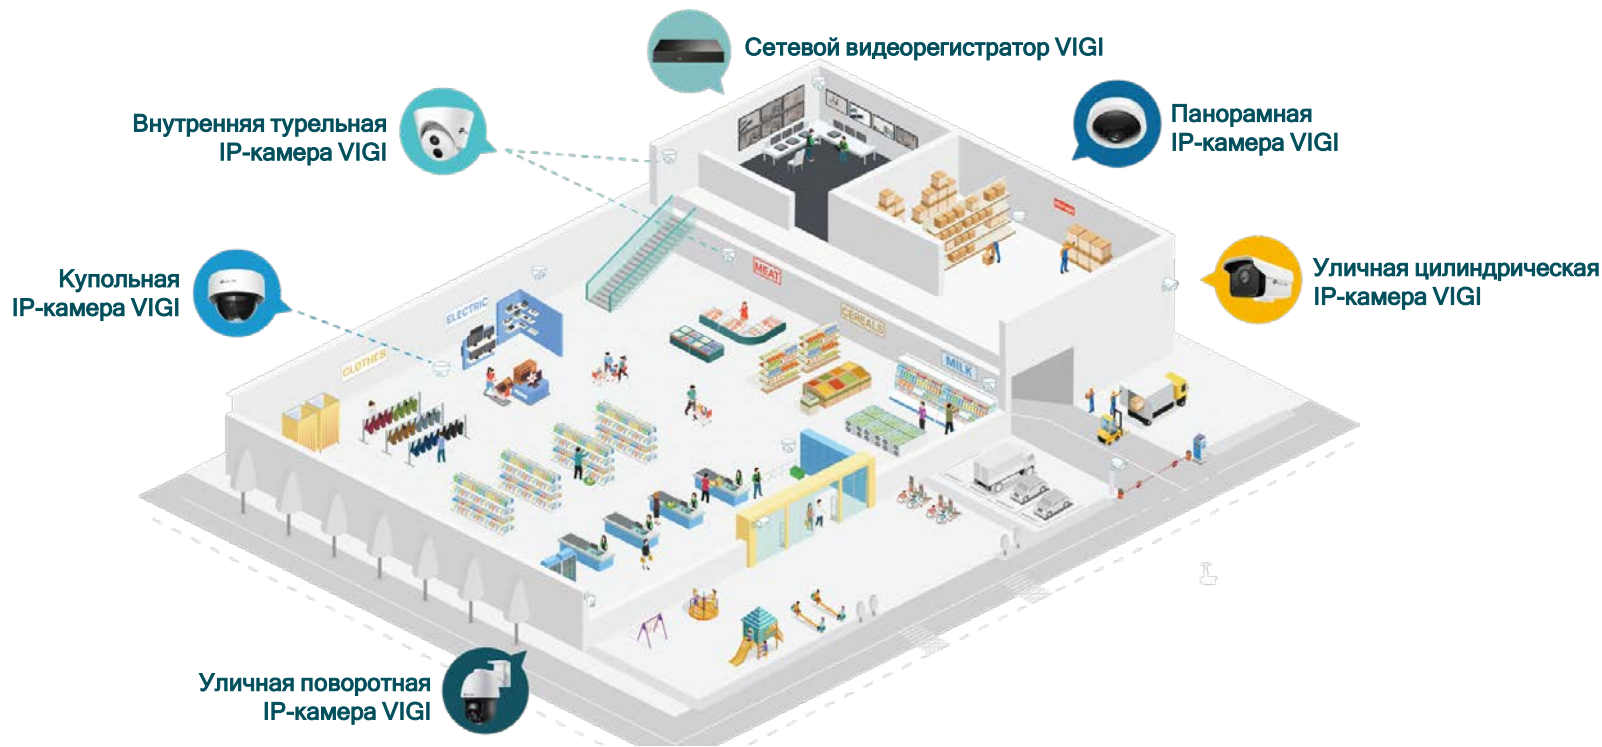 Сетевой видеорегистратор VIGI
Внутренняя турельная
IP-камера VIGI
Панорамная
IP-камера VIGI
Купольная
IP-камера VIGI
Уличная цилиндрическая
IP-камера VIGI
MEAT
ELECTRIC
CEREALS
CLOTHES
MILK
Уличная поворотная
IP-камера VIGI